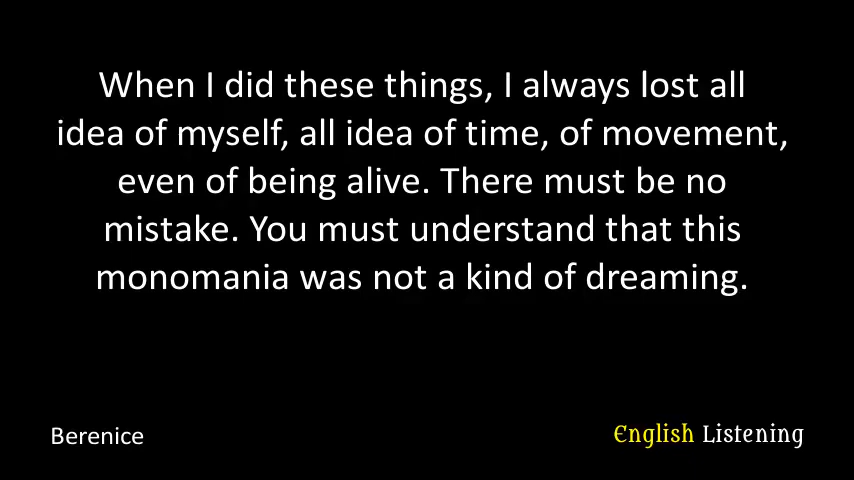 When I did these things, I always lost all
idea of myself, all idea of time, of movement,
even of being alive. There must be no
mistake. You must understand that this
monomania was not a kind of dreaming.
Berenice
English Listening